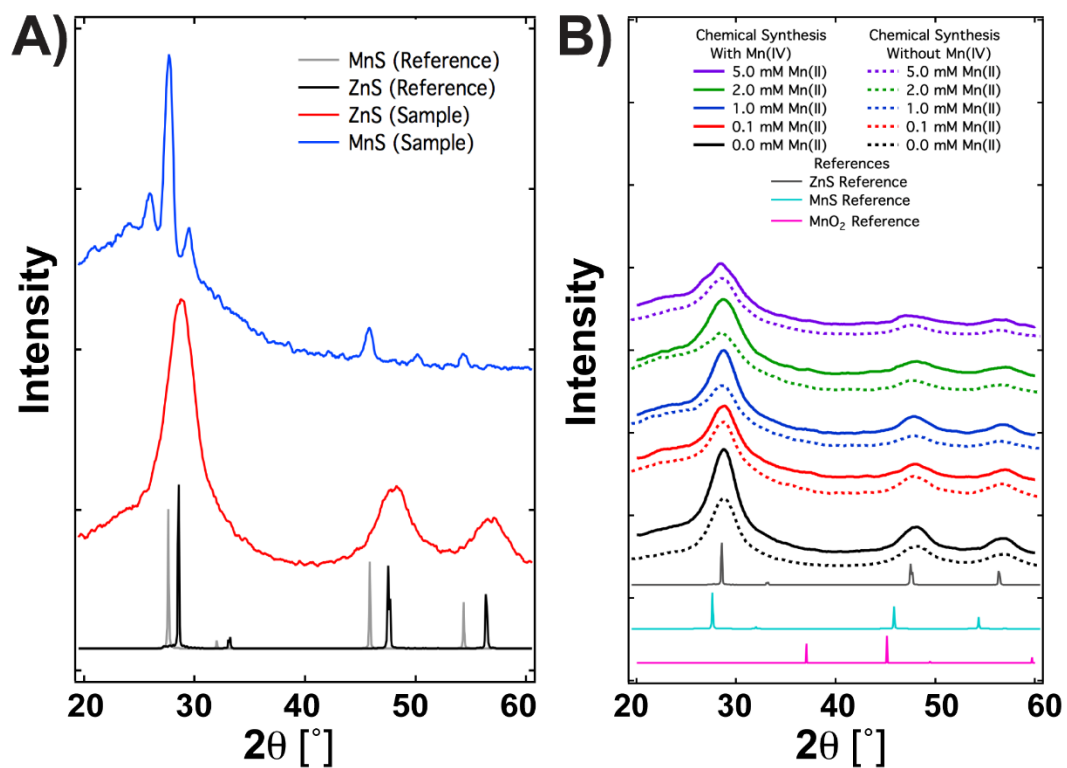 A)
MnS (Reference)
ZnS (Reference)
ZnS (Sample)
MnS (Sample)
Intensity
20 30 40 50 60
2θ [°]
B)
Chemical Synthesis
With Mn(IV)
5.0 mM Mn(II)
2.0 mM Mn(II)
1.0 mM Mn(II)
0.1 mM Mn(II)
0.0 mM Mn(II)
Chemical Synthesis
Without Mn(IV)
5.0 mM Mn(II)
2.0 mM Mn(II)
1.0 mM Mn(II)
0.1 mM Mn(II)
0.0 mM Mn(II)
References
ZnS Reference
MnS Reference
MnO₂ Reference
Intensity
20 30 40 50 60
2θ [°]